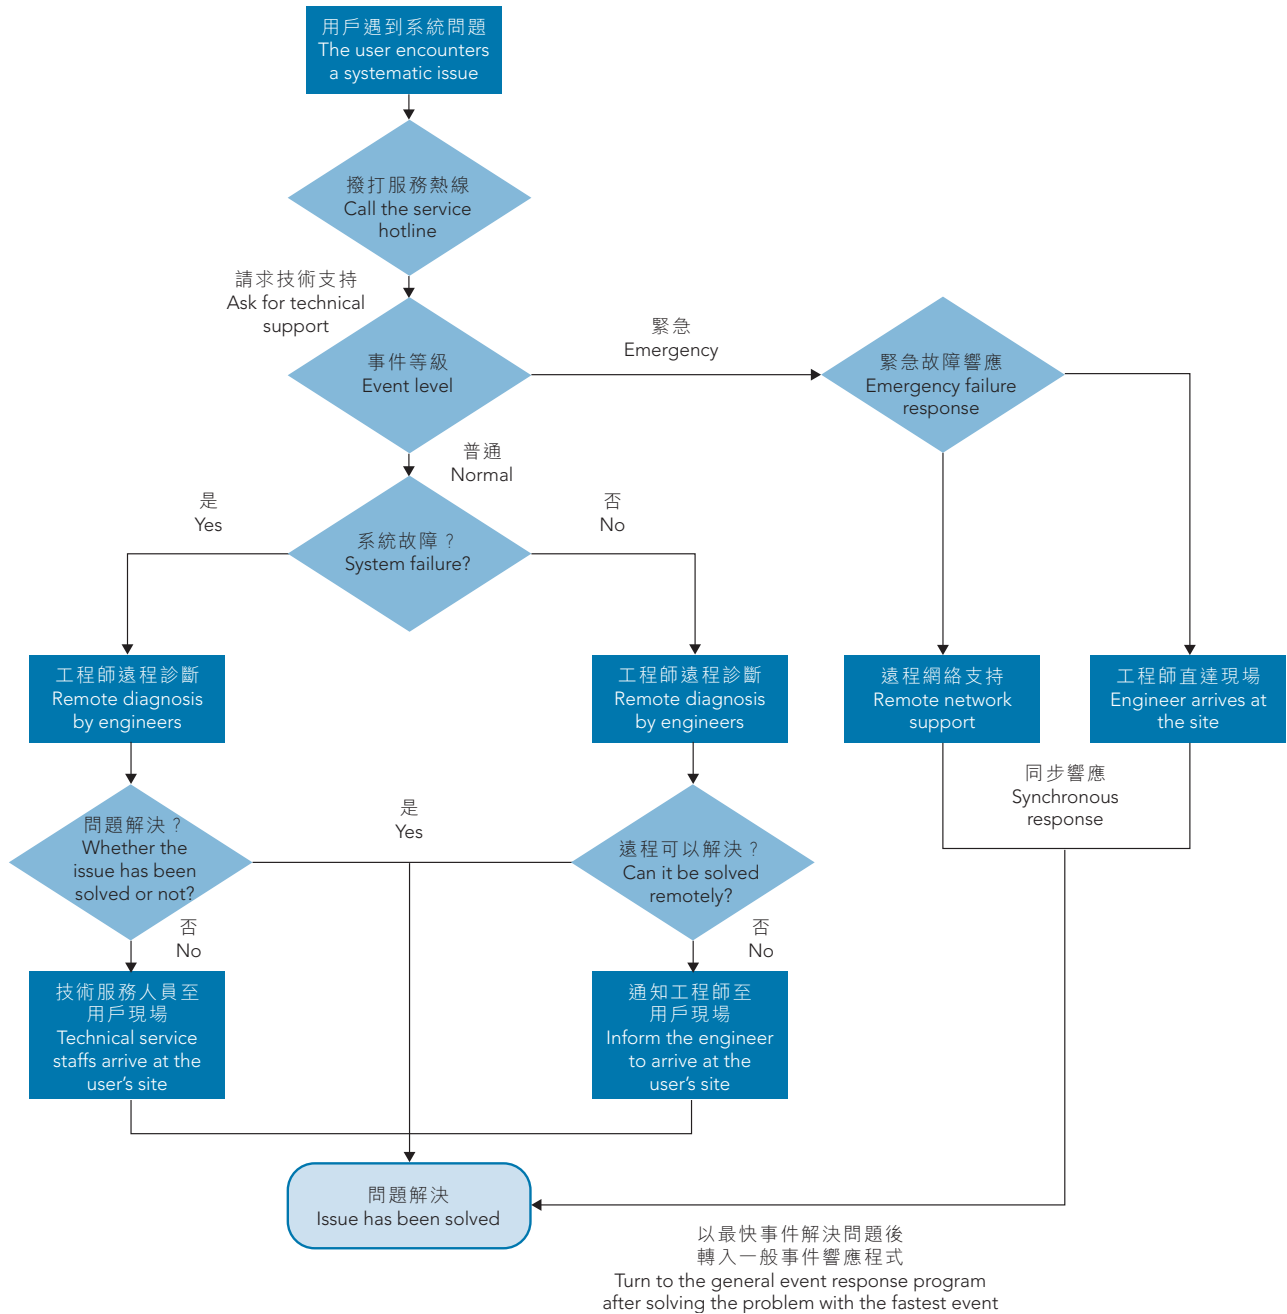 用戶遇到系統問題
The user encounters
a systematic issue
撥打服務熱線
Call the service
hotline
請求技術支持
Ask for technical
support
事件等級
Event level
緊急
Emergency
緊急故障響應
Emergency failure
response
普通
Normal
是
Yes
系統故障？
System failure?
否
No
工程師遠程診斷
Remote diagnosis
by engineers
工程師遠程診斷
Remote diagnosis
by engineers
遠程網絡支持
Remote network
support
工程師直達現場
Engineer arrives at
the site
同步響應
Synchronous
response
問題解決？
Whether the
issue has been
solved or not?
是
Yes
遠程可以解決？
Can it be solved
remotely?
否
No
否
No
技術服務人員至
用戶現場
Technical service
staffs arrive at the
user’s site
通知工程師至
用戶現場
Inform the engineer
to arrive at the
user’s site
問題解決
Issue has been solved
以最快事件解決問題後
轉入一般事件響應程式
Turn to the general event response program
after solving the problem with the fastest event